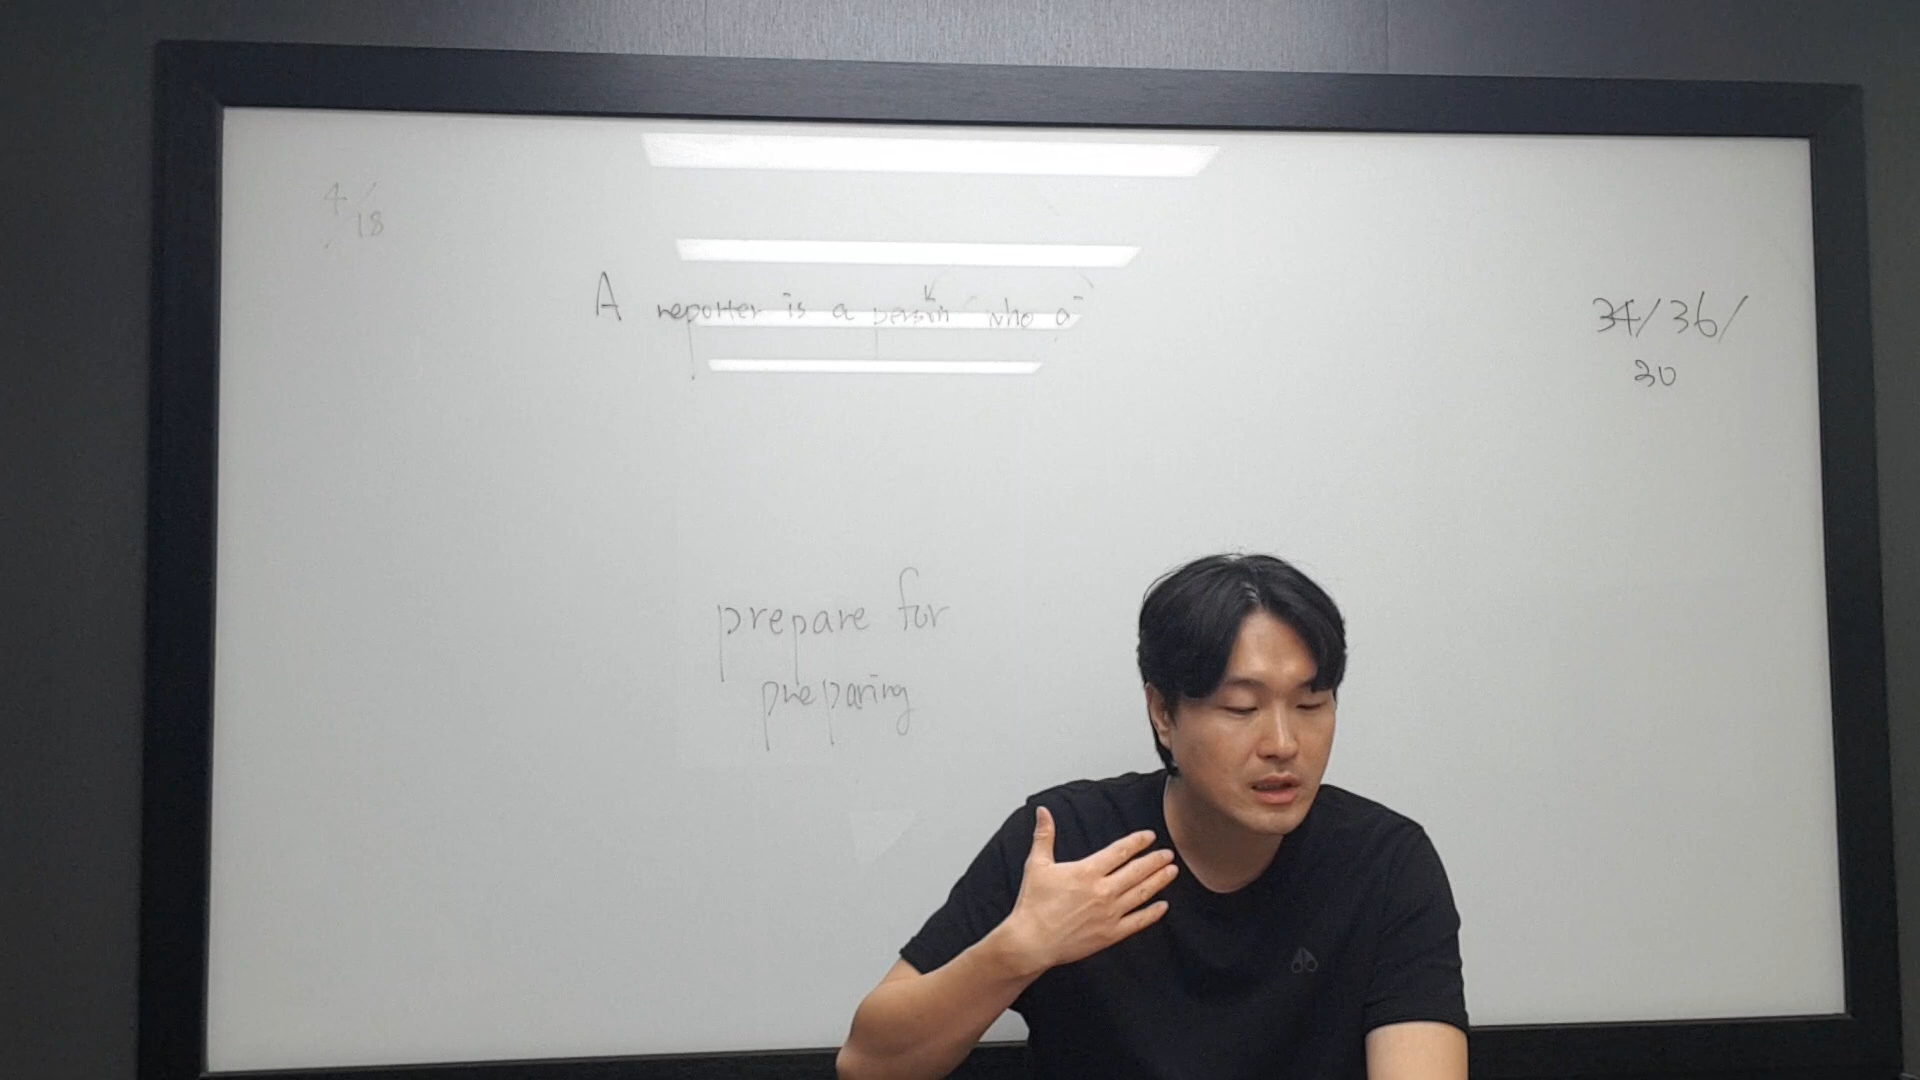 4/
18
A reporter is a person who a
34/36/
30
prepare for
preparing